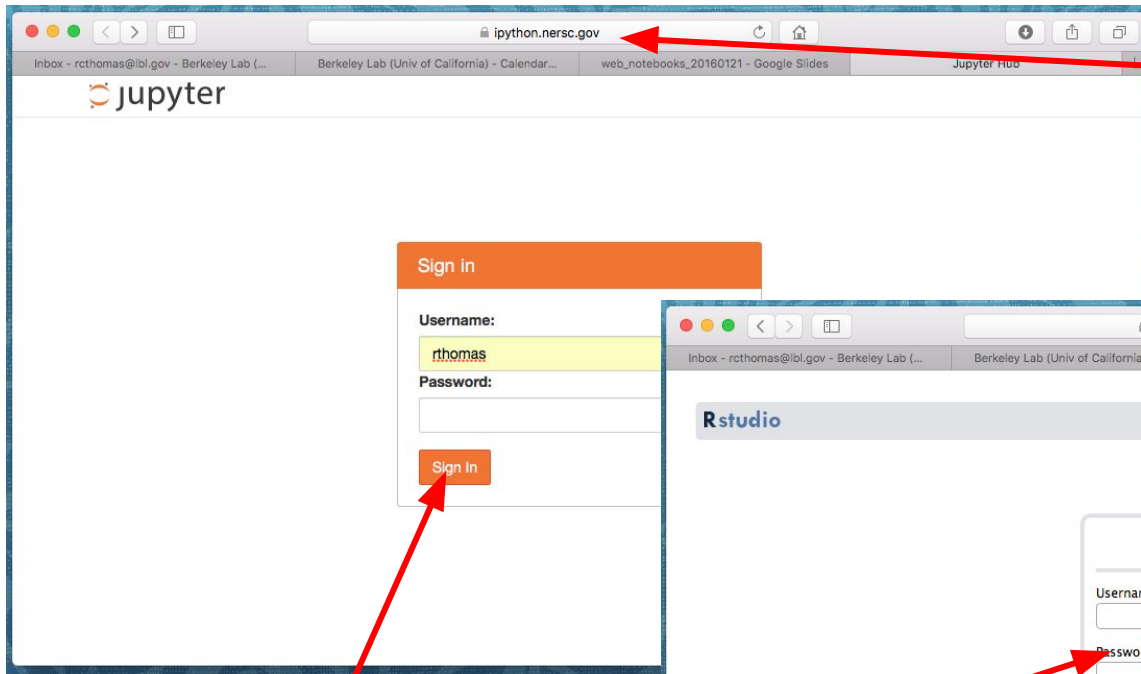 ipython.nersc.gov
Inbox - rcthomas@lbl.gov - Berkeley Lab (... Berkeley Lab (Univ of California) - Calendar... web_notebooks_20160121 - Google Slides Jupyter Hub
jupyter
Sign in
Username:
rthomas
Password:
Sign In
Inbox - rcthomas@lbl.gov - Berkeley Lab (... Berkeley Lab (Univ of California
Rstudio
Usernar
Passwo